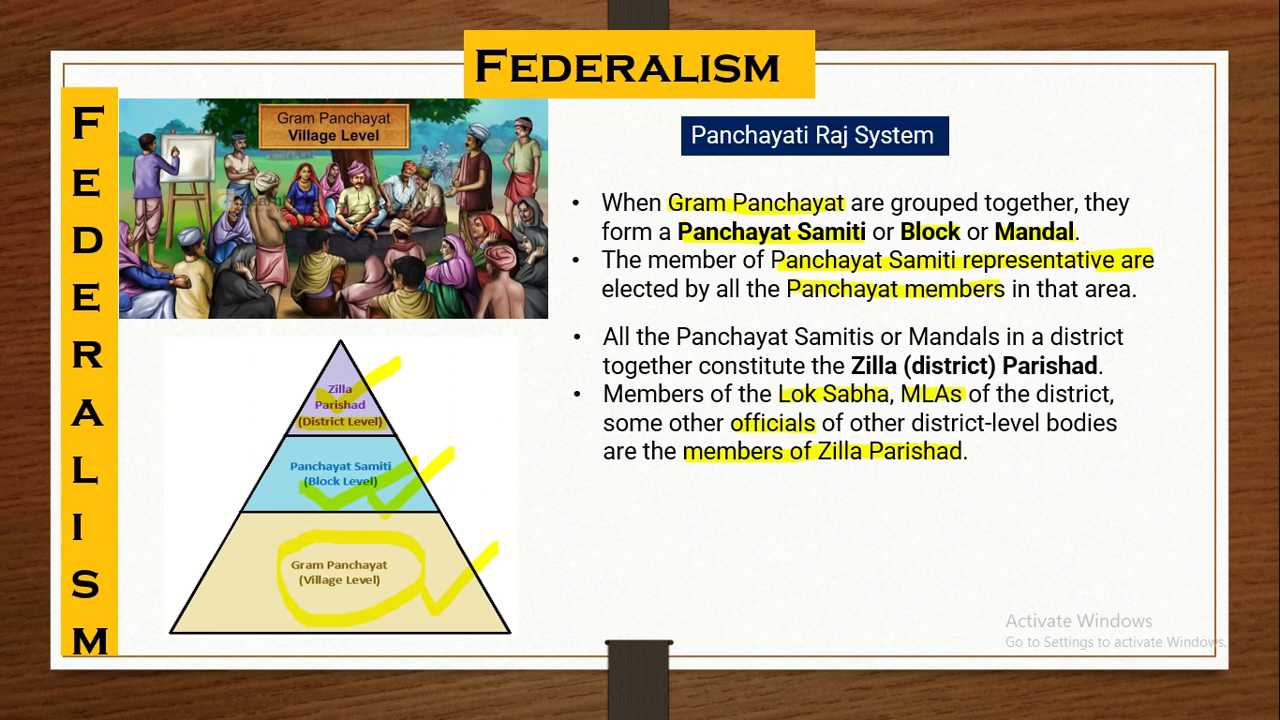 FEDERALISM
F
E
D
E
R
A
L
I
S
M
Gram Panchayat
Village Level
Panchayati Raj System
• When Gram Panchayat are grouped together, they
form a Panchayat Samiti or Block or Mandal.
• The member of Panchayat Samiti representative are
elected by all the Panchayat members in that area.
• All the Panchayat Samitis or Mandals in a district
together constitute the Zilla (district) Parishad.
• Members of the Lok Sabha, MLAs of the district,
some other officials of other district-level bodies
are the members of Zilla Parishad.
Zilla
Parishad
(District Level)
Panchayat Samiti
(Block Level)
Gram Panchayat
(Village Level)
Activate Windows
Go to Settings to activate Windows.